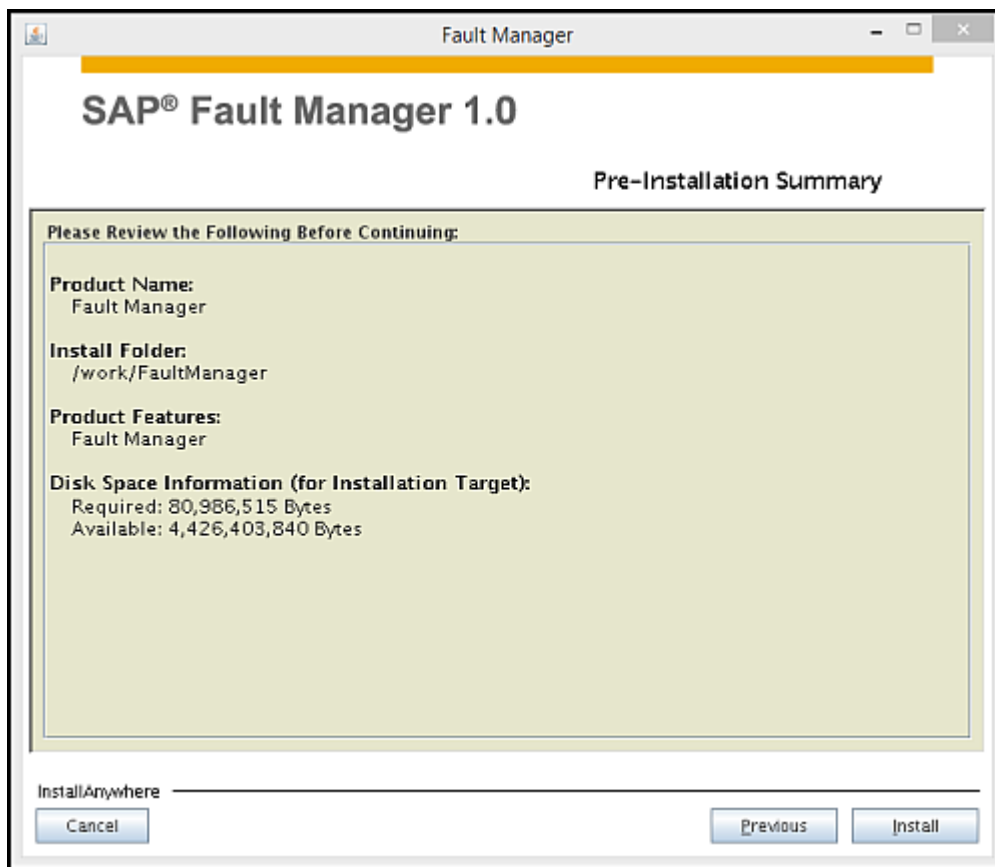 Fault Manager
SAP® Fault Manager 1.0
Pre-Installation Summary
Please Review the Following Before Continuing:
Product Name:
Fault Manager
Install Folder:
/work/FaultManager
Product Features:
Fault Manager
Disk Space Information (for Installation Target):
Required: 80,986,515 Bytes
Available: 4,426,403,840 Bytes
InstallAnywhere
Cancel
Previous
Install